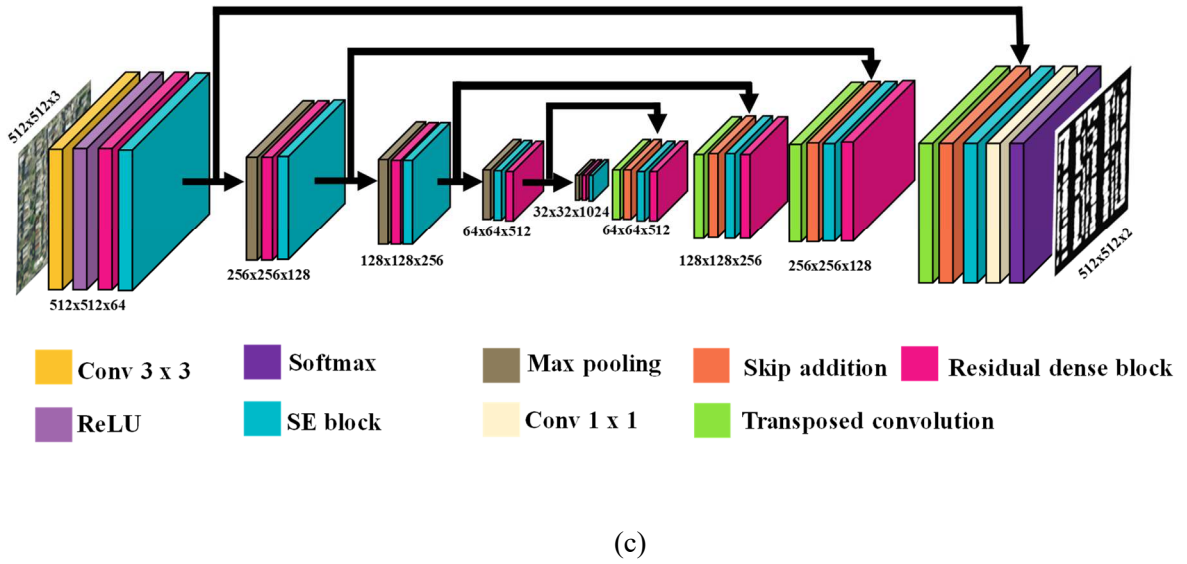 512x512x3
512x512x64
256x256x128
128x128x256
64x64x512
32x32x1024
64x64x512
128x128x256
256x256x128
512x512x2
Conv 3 x 3
Softmax
Max pooling
Skip addition
Residual dense block
ReLU
SE block
Conv 1 x 1
Transposed convolution
(c)